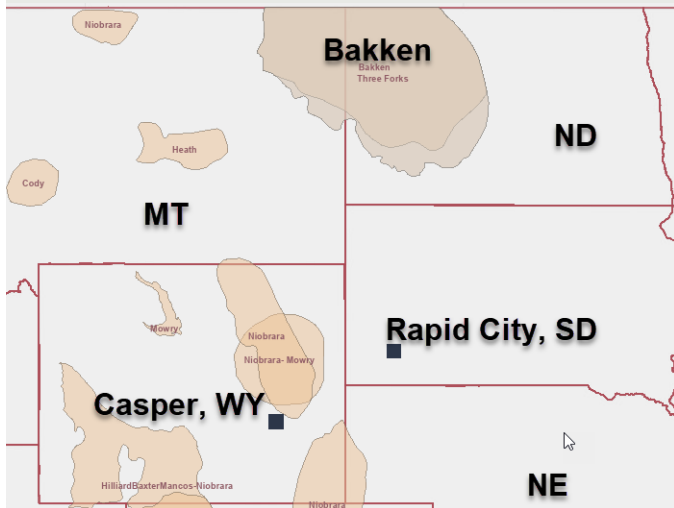 Niobrara
Bakken
Bakken
Three Forks
ND
Heath
Cody
MT
Mowry
Niobrara
Rapid City, SD
Niobrara- Mowry
Casper, WY
HilliardBaxterMancos-Niobrara
NE
Niobrara